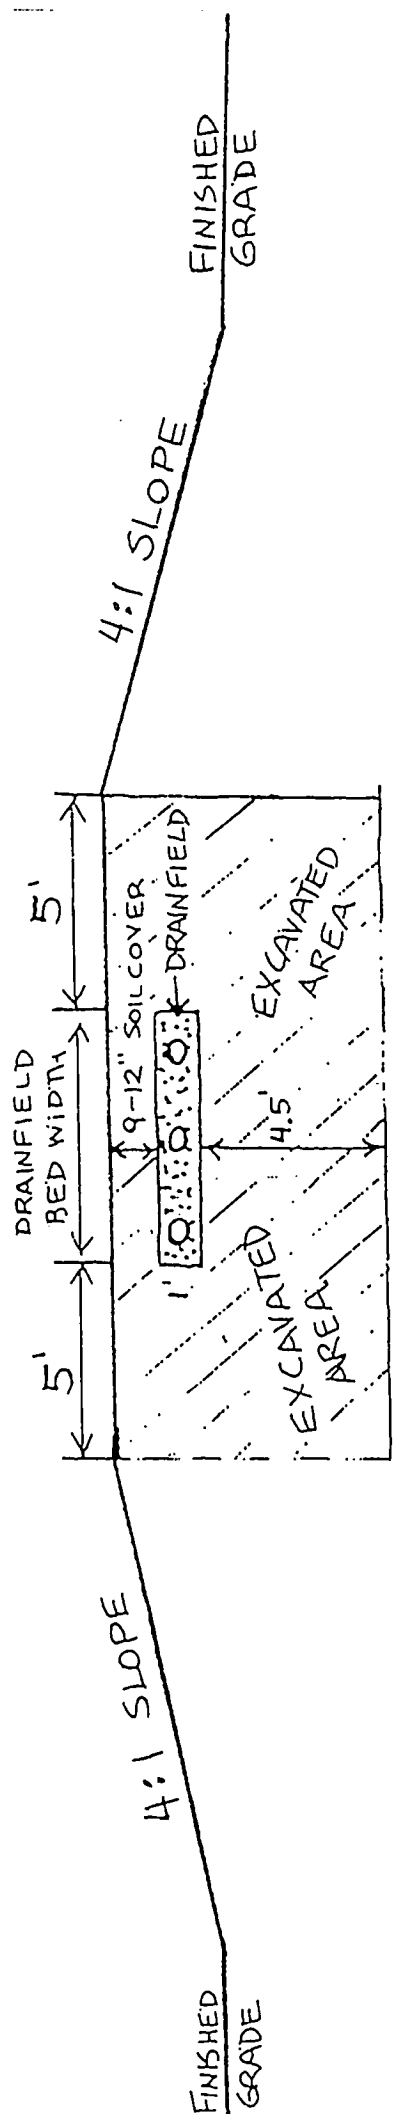 FINISHED
GRADE
4:1 SLOPE
5'
DRAINFIELD
BED WIDTH
5'
9-12" SOIL COVER
1'
DRAINFIELD
4.5'
EXCAVATED
AREA
EXCAVATED
AREA
4:1 SLOPE
FINISHED
GRADE